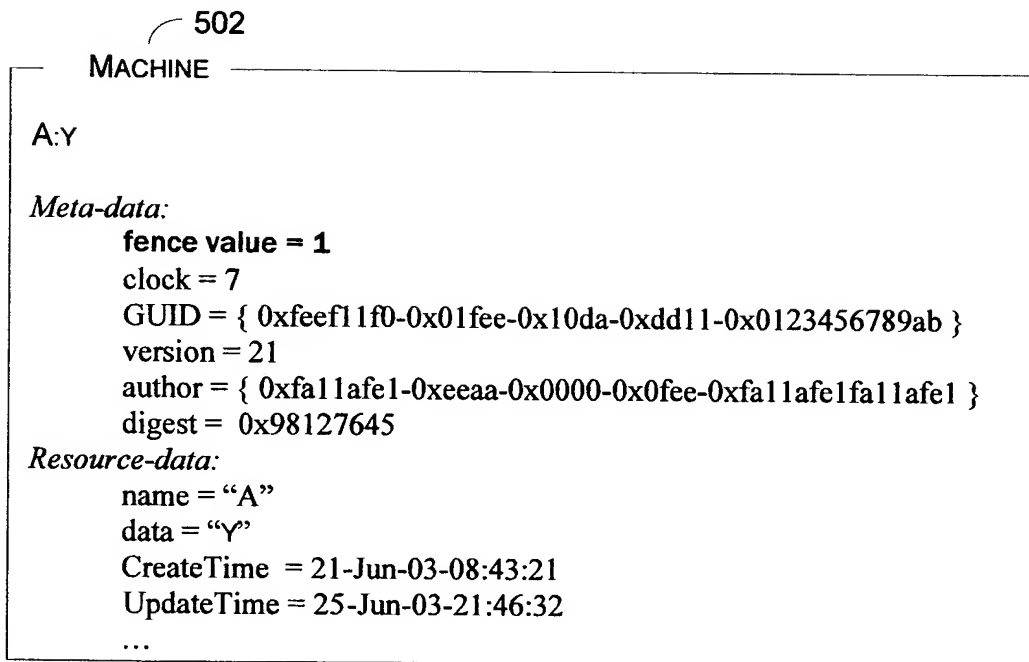 502
MACHINE
A:Y
Meta-data:
fence value = 1
clock = 7
GUID = { 0xfeef11f0-0x01fee-0x10da-0xdd11-0x0123456789ab }
version = 21
author = { 0xfa11afe1-0xeeaa-0x0000-0x0fee-0xfa11afe1fa11afe1 }
digest = 0x98127645
Resource-data:
name = “A”
data = “Y”
CreateTime = 21-Jun-03-08:43:21
UpdateTime = 25-Jun-03-21:46:32
...